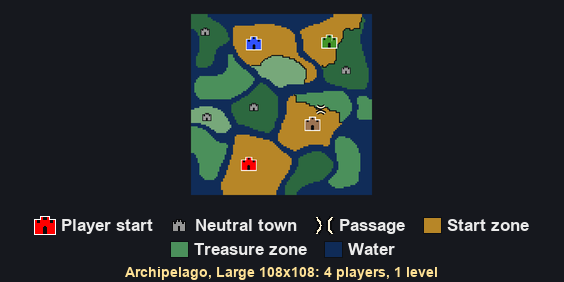 Player start Neutral town Passage Start zone
Treasure zone Water
Archipelago, Large 108x108: 4 players, 1 level